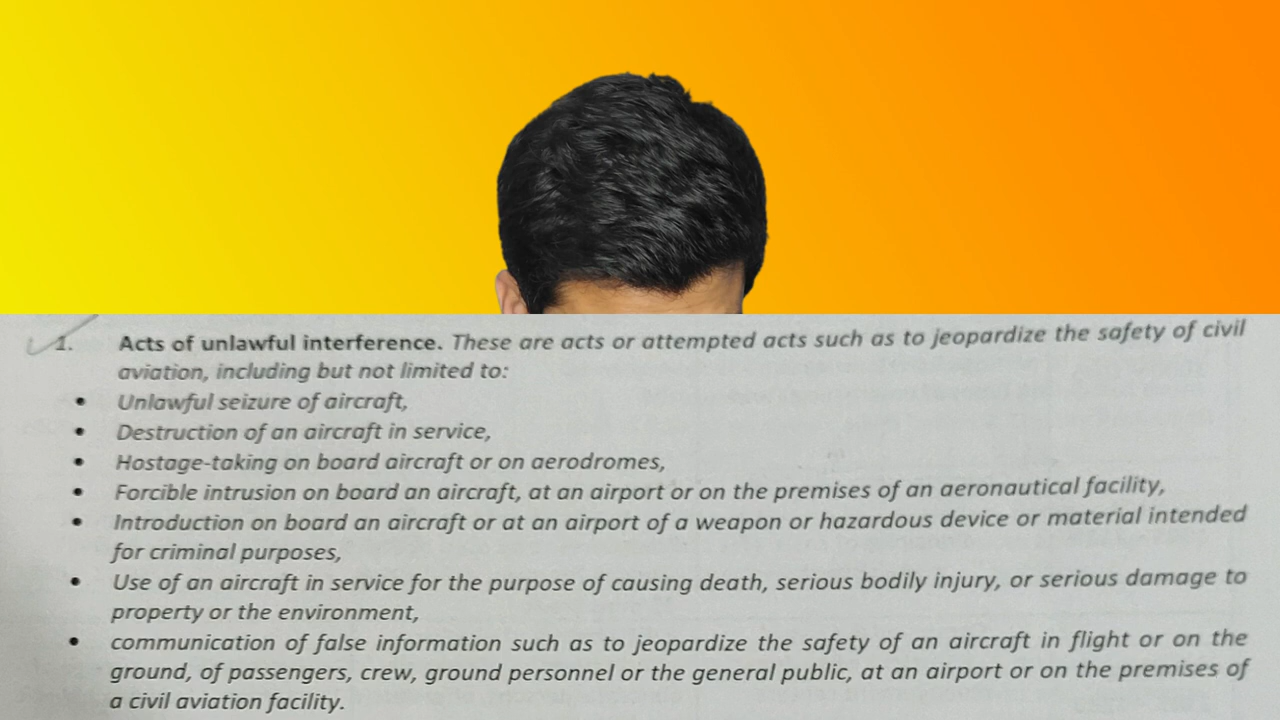 1. Acts of unlawful interference. These are acts or attempted acts such as to jeopardize the safety of civil
aviation, including but not limited to:
• Unlawful seizure of aircraft,
• Destruction of an aircraft in service,
• Hostage-taking on board aircraft or on aerodromes,
• Forcible intrusion on board an aircraft, at an airport or on the premises of an aeronautical facility,
• Introduction on board an aircraft or at an airport of a weapon or hazardous device or material intended
for criminal purposes,
• Use of an aircraft in service for the purpose of causing death, serious bodily injury, or serious damage to
property or the environment,
• communication of false information such as to jeopardize the safety of an aircraft in flight or on the
ground, of passengers, crew, ground personnel or the general public, at an airport or on the premises of
a civil aviation facility.